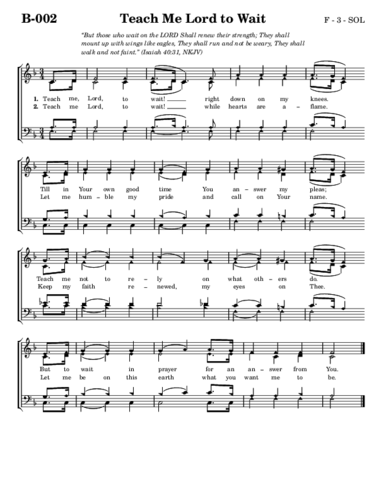 B-002 Teach Me Lord to Wait F - 3 - SOL
"But those who wait on the LORD Shall renew their strength; They shall
mount up with wings like eagles, They shall run and not be weary, They shall
walk and not faint." (Isaiah 40:31, NKJV)
1. Teach me, Lord, to wait! ____ right down on my knees.
2. Teach me Lord, to wait! while hearts are a- flame.
Till in Your own good time You an- swer my pleas;
Let me hum- ble my pride and call on Your name.
Teach me not to re- ly on what oth- ers do.
Keep my faith re- newed, my eyes on Thee.
But to wait in prayer for an an- swer from You.
Let me be on this earth what you want me to be.